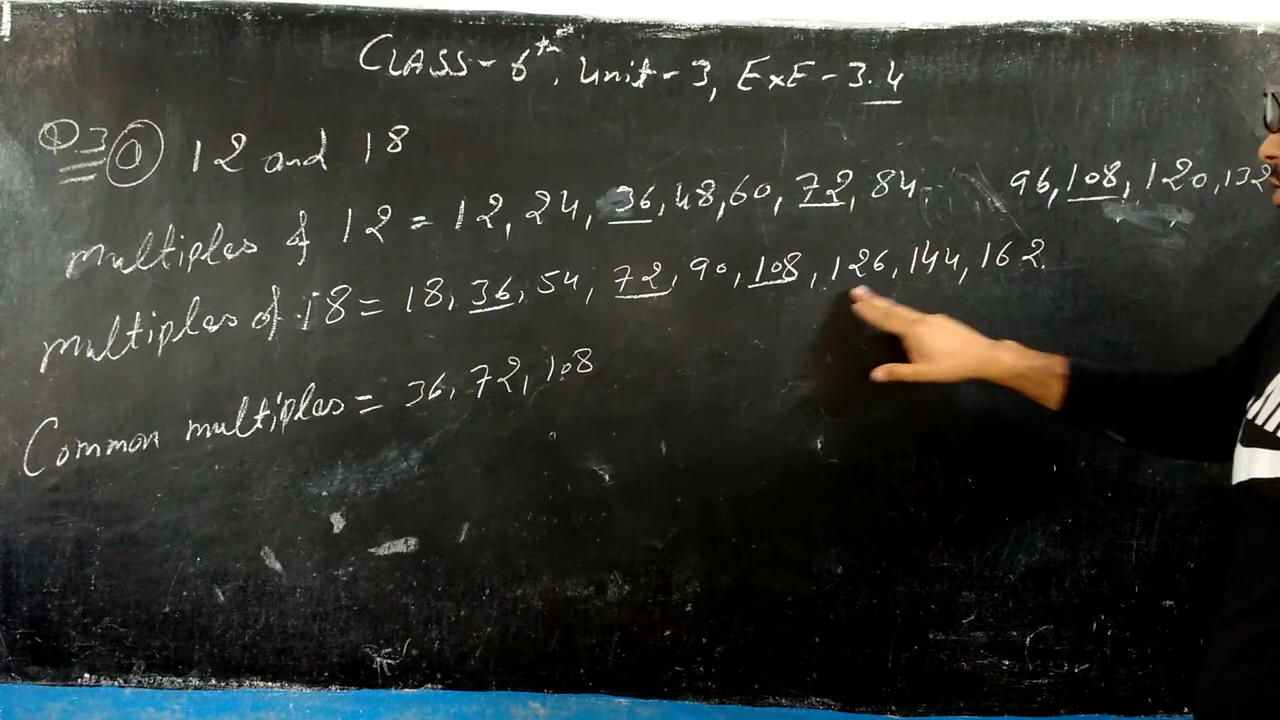 CLASS - 6th, Unit - 3, ExE - 3.4
Q3 a 12 and 18
multiples of 12 = 12, 24, 36, 48, 60, 72, 84, 96, 108, 120, 132
multiples of 18 = 18, 36, 54, 72, 90, 108, 126, 144, 162.
Common multiples = 36, 72, 108